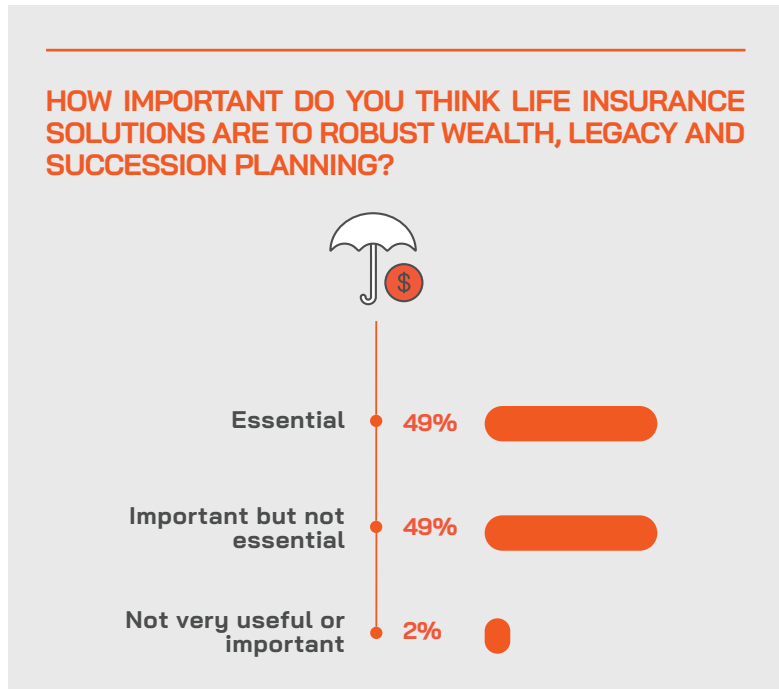 HOW IMPORTANT DO YOU THINK LIFE INSURANCE
SOLUTIONS ARE TO ROBUST WEALTH, LEGACY AND
SUCCESSION PLANNING?
$
Essential
49%
Important but not
essential
49%
Not very useful or
important
2%